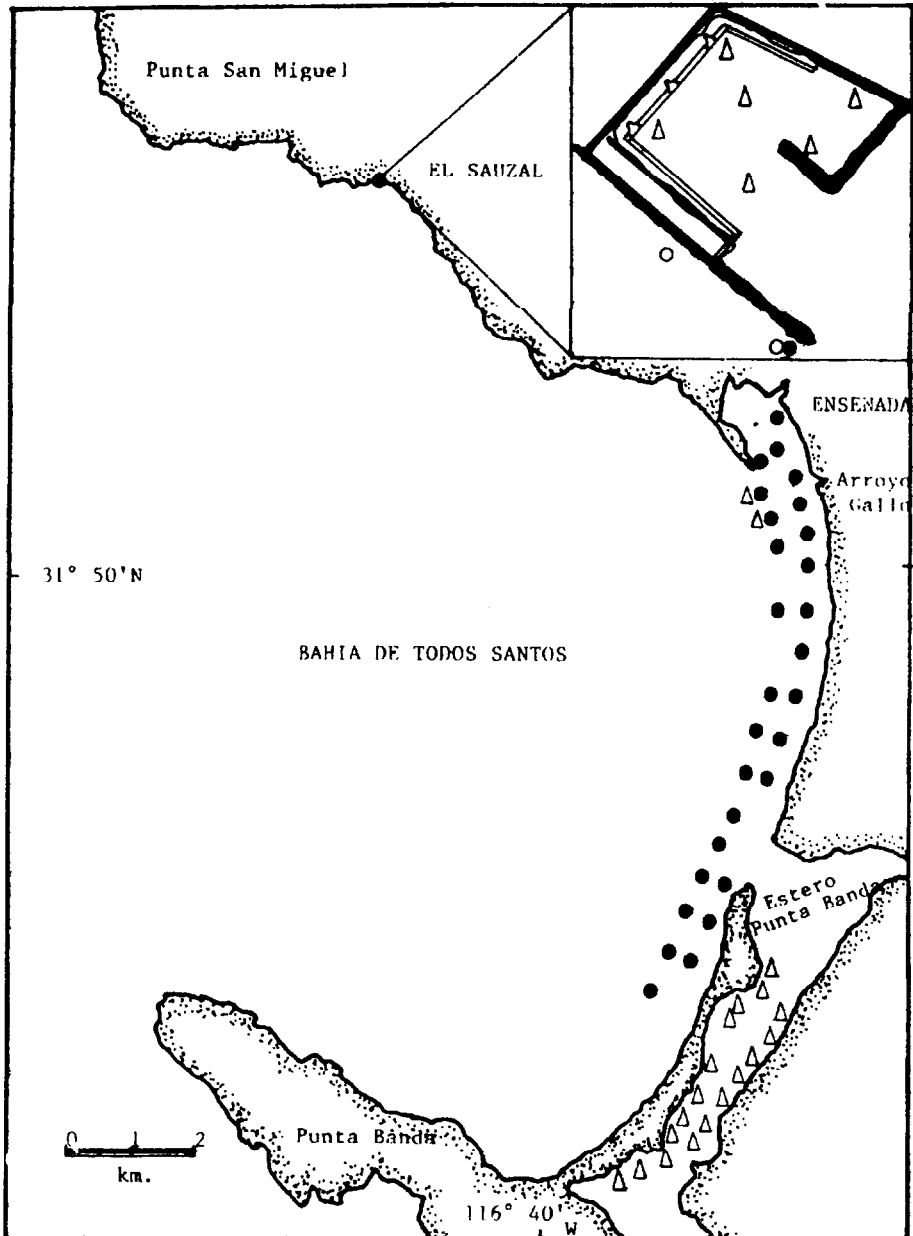 Punta San Miguel
EL SAUZAL
ENSENADA
Arroyo
Gallo
31° 50'N
BAHIA DE TODOS SANTOS
Estero
Punta Banda
0 1 2
km.
Punta Banda
116° 40'
W